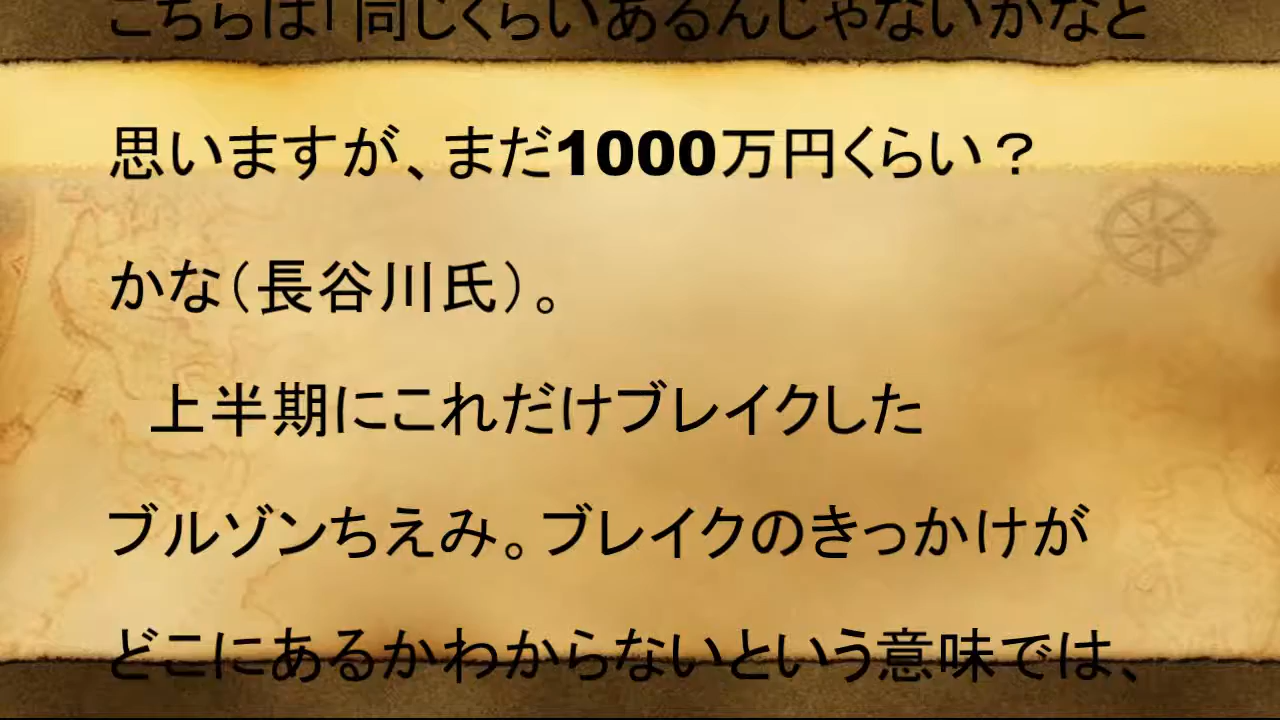 こちらは「同じくらいあるんじゃないかなと
思いますが、まだ1000万円くらい？
かな（長谷川氏）。
上半期にこれだけブレイクした
ブルゾンちえみ。ブレイクのきっかけが
どこにあるかわからないという意味では、